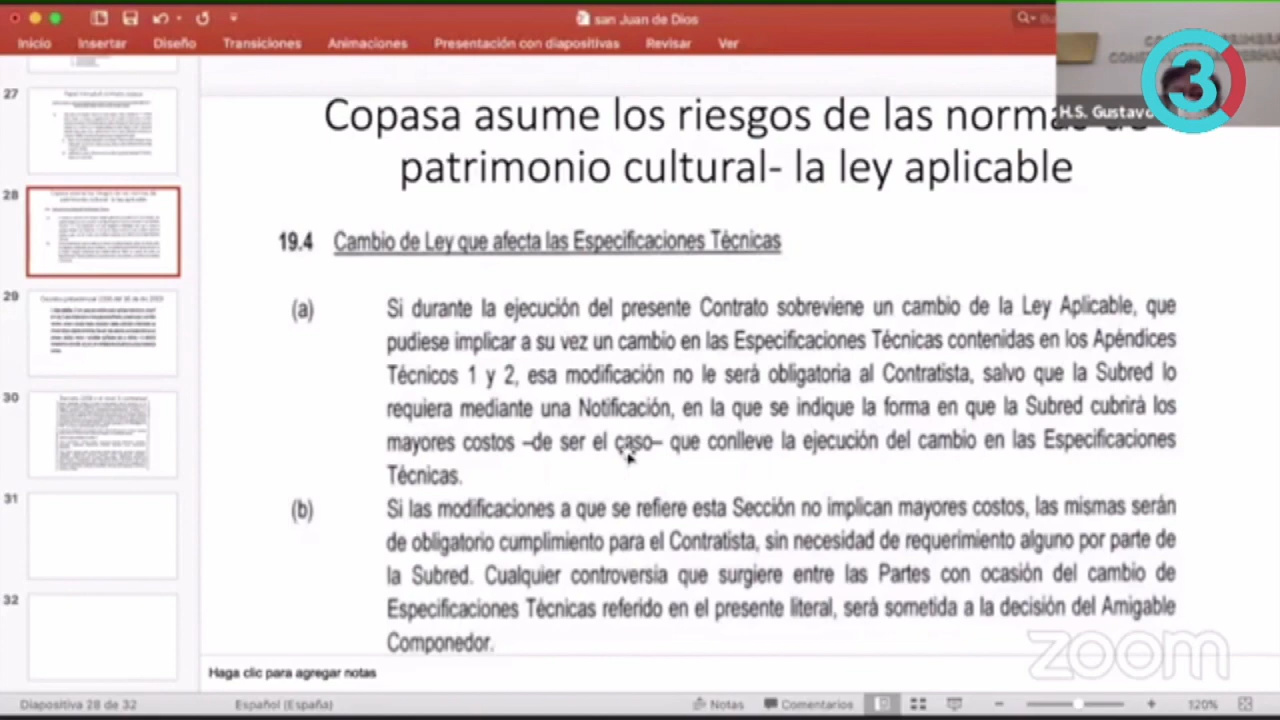 san Juan de Dios
Inicio Insertar Diseño Transiciones Animaciones Presentación con diapositivas Revisar Ver
3
H.S. Gustavo
27
28
29
30
31
32
Copasa asume los riesgos de las normas de
patrimonio cultural- la ley aplicable
19.4 Cambio de Ley que afecta las Especificaciones Técnicas
(a) Si durante la ejecución del presente Contrato sobreviene un cambio de la Ley Aplicable, que
pudiese implicar a su vez un cambio en las Especificaciones Técnicas contenidas en los Apéndices
Técnicos 1 y 2, esa modificación no le será obligatoria al Contratista, salvo que la Subred lo
requiera mediante una Notificación, en la que se indique la forma en que la Subred cubrirá los
mayores costos –de ser el caso– que conlleve la ejecución del cambio en las Especificaciones
Técnicas.
(b) Si las modificaciones a que se refiere esta Sección no implican mayores costos, las mismas serán
de obligatorio cumplimiento para el Contratista, sin necesidad de requerimiento alguno por parte de
la Subred. Cualquier controversia que surgiere entre las Partes con ocasión del cambio de
Especificaciones Técnicas referido en el presente literal, será sometida a la decisión del Amigable
Componedor.
zoom
Haga clic para agregar notas
Diapositiva 28 de 32 Español (España) Notas Comentarios 120%